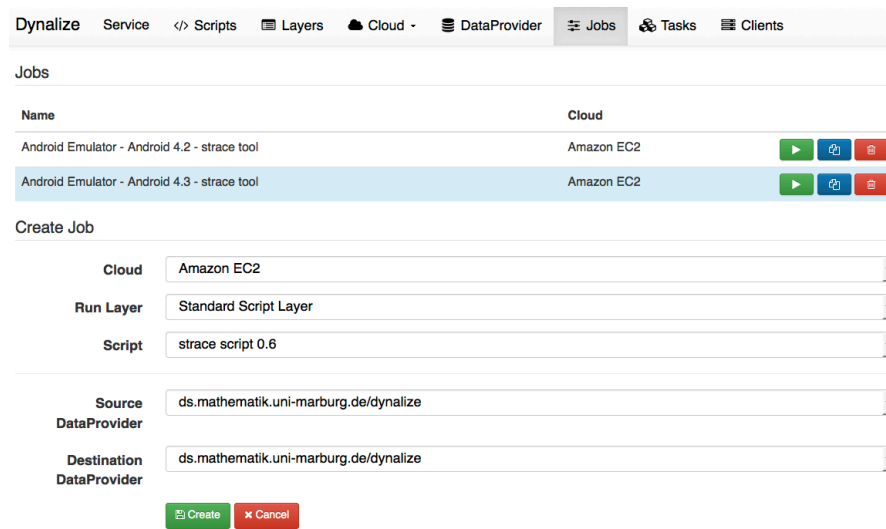 Dynalize Service </> Scripts Layers Cloud DataProvider Jobs Tasks Clients
Jobs
Name Cloud
Android Emulator - Android 4.2 - strace tool Amazon EC2
Android Emulator - Android 4.3 - strace tool Amazon EC2
Create Job
Cloud Amazon EC2
Run Layer Standard Script Layer
Script strace script 0.6
Source ds.mathematik.uni-marburg.de/dynalize
DataProvider
Destination ds.mathematik.uni-marburg.de/dynalize
DataProvider
Create x Cancel